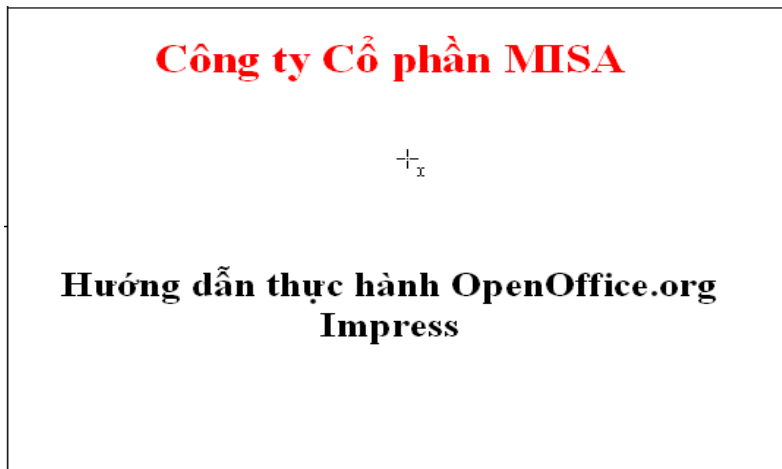 Công ty Cổ phần MISA
Hướng dẫn thực hành OpenOffice.org
Impress